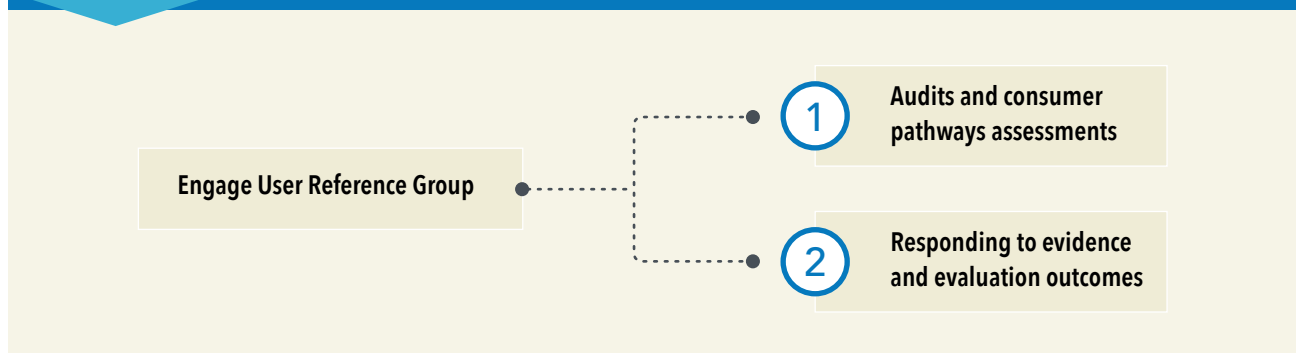 Engage User Reference Group
1
Audits and consumer
pathways assessments
2
Responding to evidence
and evaluation outcomes